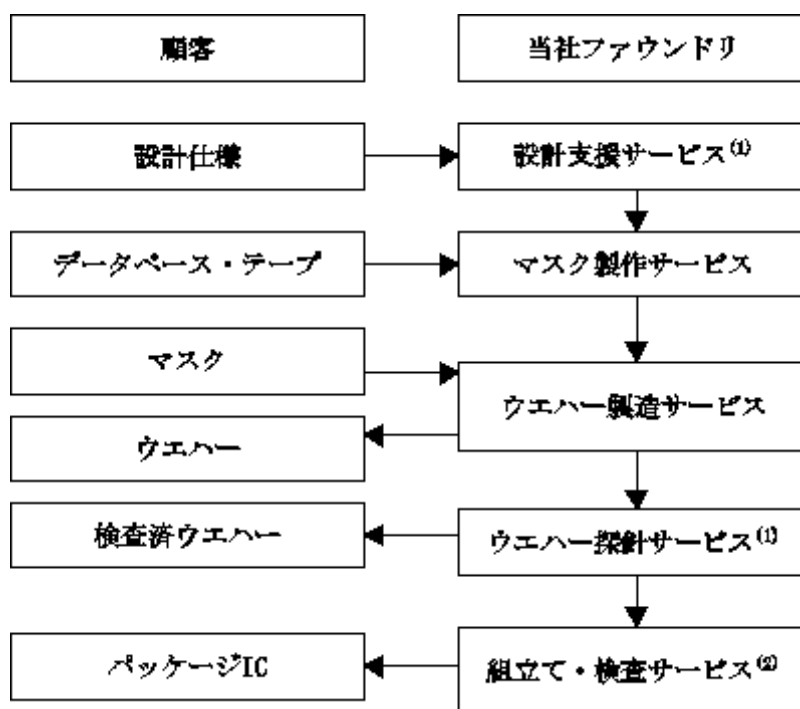 顧客
当社ファウンドリ
設計仕様
設計支援サービス(1)
データベース・テープ
マスク製作サービス
マスク
ウエハー製造サービス
ウエハー
検査済ウエハー
ウエハー探針サービス(1)
パッケージIC
組立て・検査サービス(2)